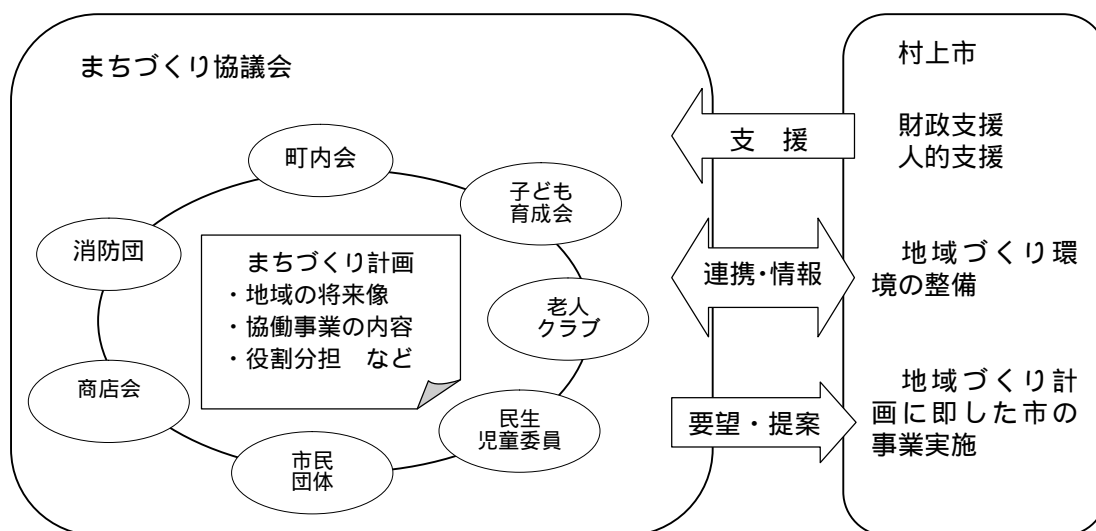 まちづくり協議会
町内会
子ども
育成会
消防団
老人
クラブ
商店会
民生
児童委員
市民
団体
まちづくり計画
・地域の将来像
・協働事業の内容
・役割分担　など
支　援
連携・情報
要望・提案
村上市
財政支援
人的支援
地域づくり環
境の整備
地域づくり計
画に即した市の
事業実施